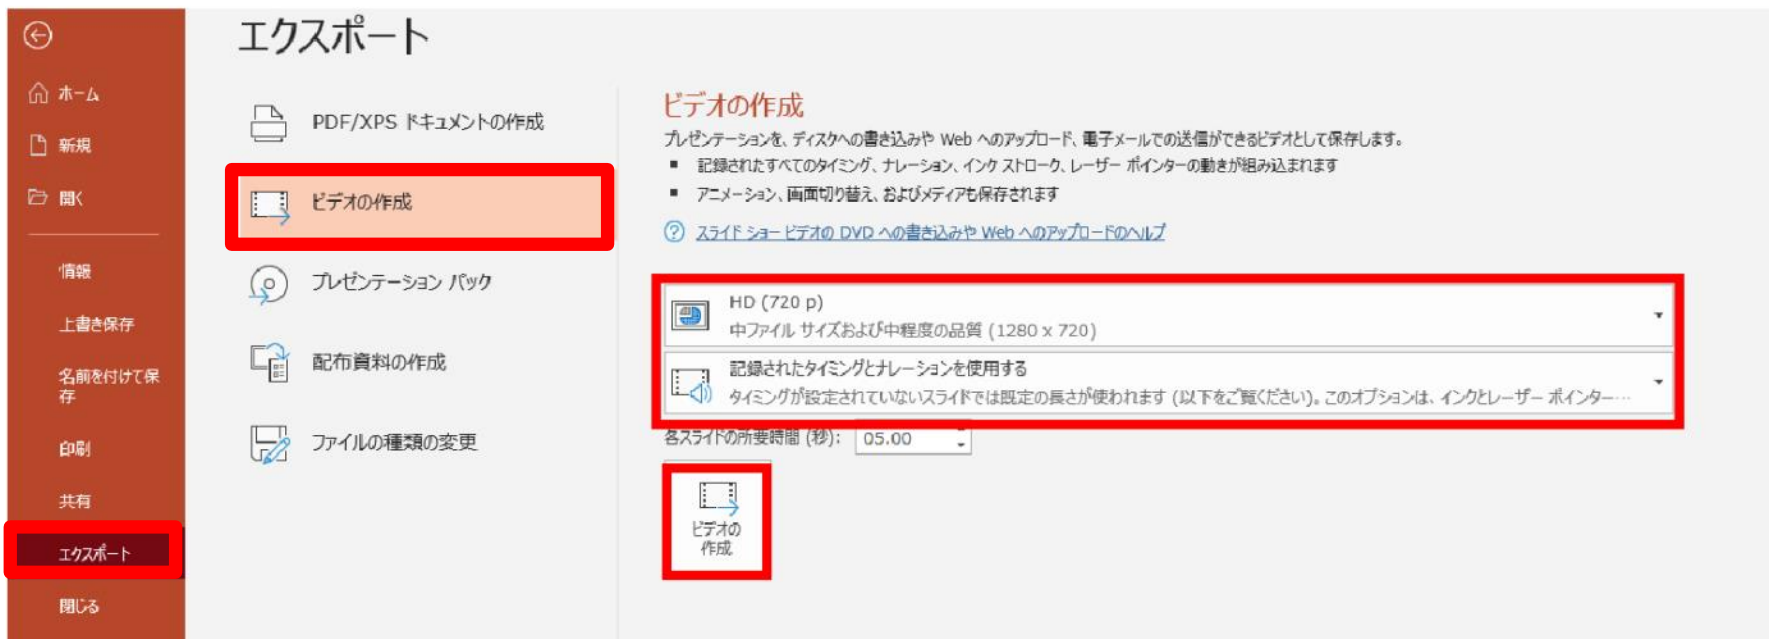 エクスポート
ホーム
新規
開く
情報
上書き保存
名前を付けて保
存
印刷
共有
エクスポート
閉じる
PDF/XPS ドキュメントの作成
ビデオの作成
プレゼンテーション パック
配布資料の作成
ファイルの種類の変更
ビデオの作成
プレゼンテーションを、ディスクへの書き込みや Web へのアップロード、電子メールでの送信ができるビデオとして保存します。
■ 記録されたすべてのタイミング、ナレーション、インク ストローク、レーザー ポインターの動きが組み込まれます
■ アニメーション、画面切り替え、およびメディアも保存されます
? スライド ショー ビデオの DVD への書き込みや Web へのアップロードのヘルプ
HD (720 p)
中ファイル サイズおよび中程度の品質 (1280 x 720)
記録されたタイミングとナレーションを使用する
タイミングが設定されていないスライドでは既定の長さが使われます (以下をご覧ください)。このオプションは、インクとレーザー ポインター…
各スライドの所要時間 (秒): 05.00
ビデオの
作成